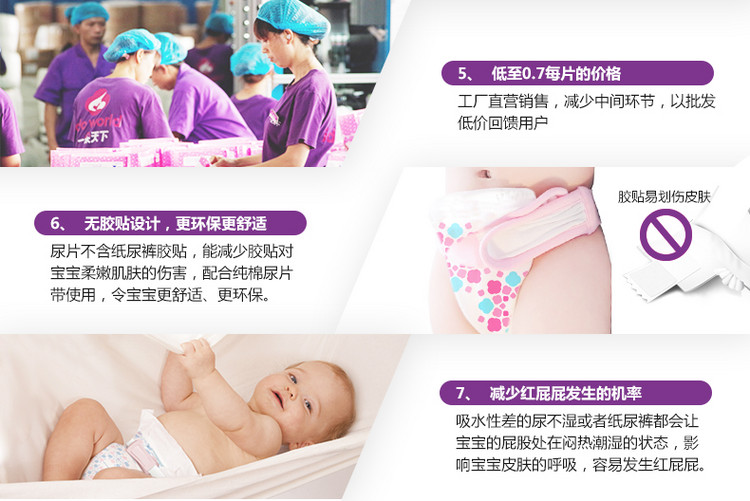 5、 低至0.7每片的价格
工厂直营销售，减少中间环节，以批发
低价回馈用户
天下
6、 无胶贴设计，更环保更舒适
尿片不含纸尿裤胶贴，能减少胶贴对
宝宝柔嫩肌肤的伤害，配合纯棉尿片
带使用，令宝宝更舒适、更环保。
胶贴易划伤皮肤
7、 减少红屁屁发生的机率
吸水性差的尿不湿或者纸尿裤都会让
宝宝的屁股处在闷热潮湿的状态，影
响宝宝皮肤的呼吸，容易发生红屁屁。